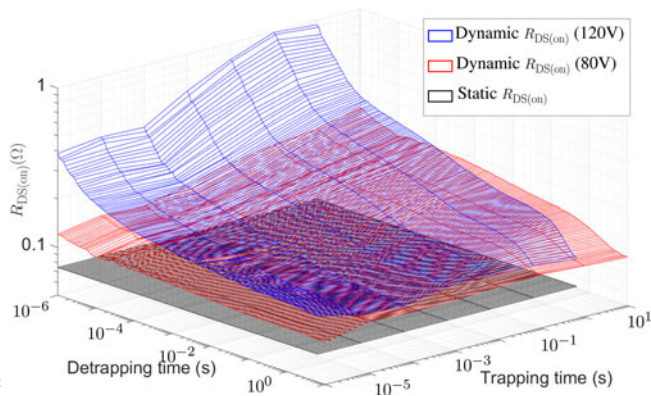 Dynamic R_DS(on) (120V)
Dynamic R_DS(on) (80V)
Static R_DS(on)
1
R_DS(on)(Ω)
0.1
10^-6
10^-4
10^-2
10^0
Detrapping time (s)
10^-5
10^-3
10^-1
10^1
Trapping time (s)